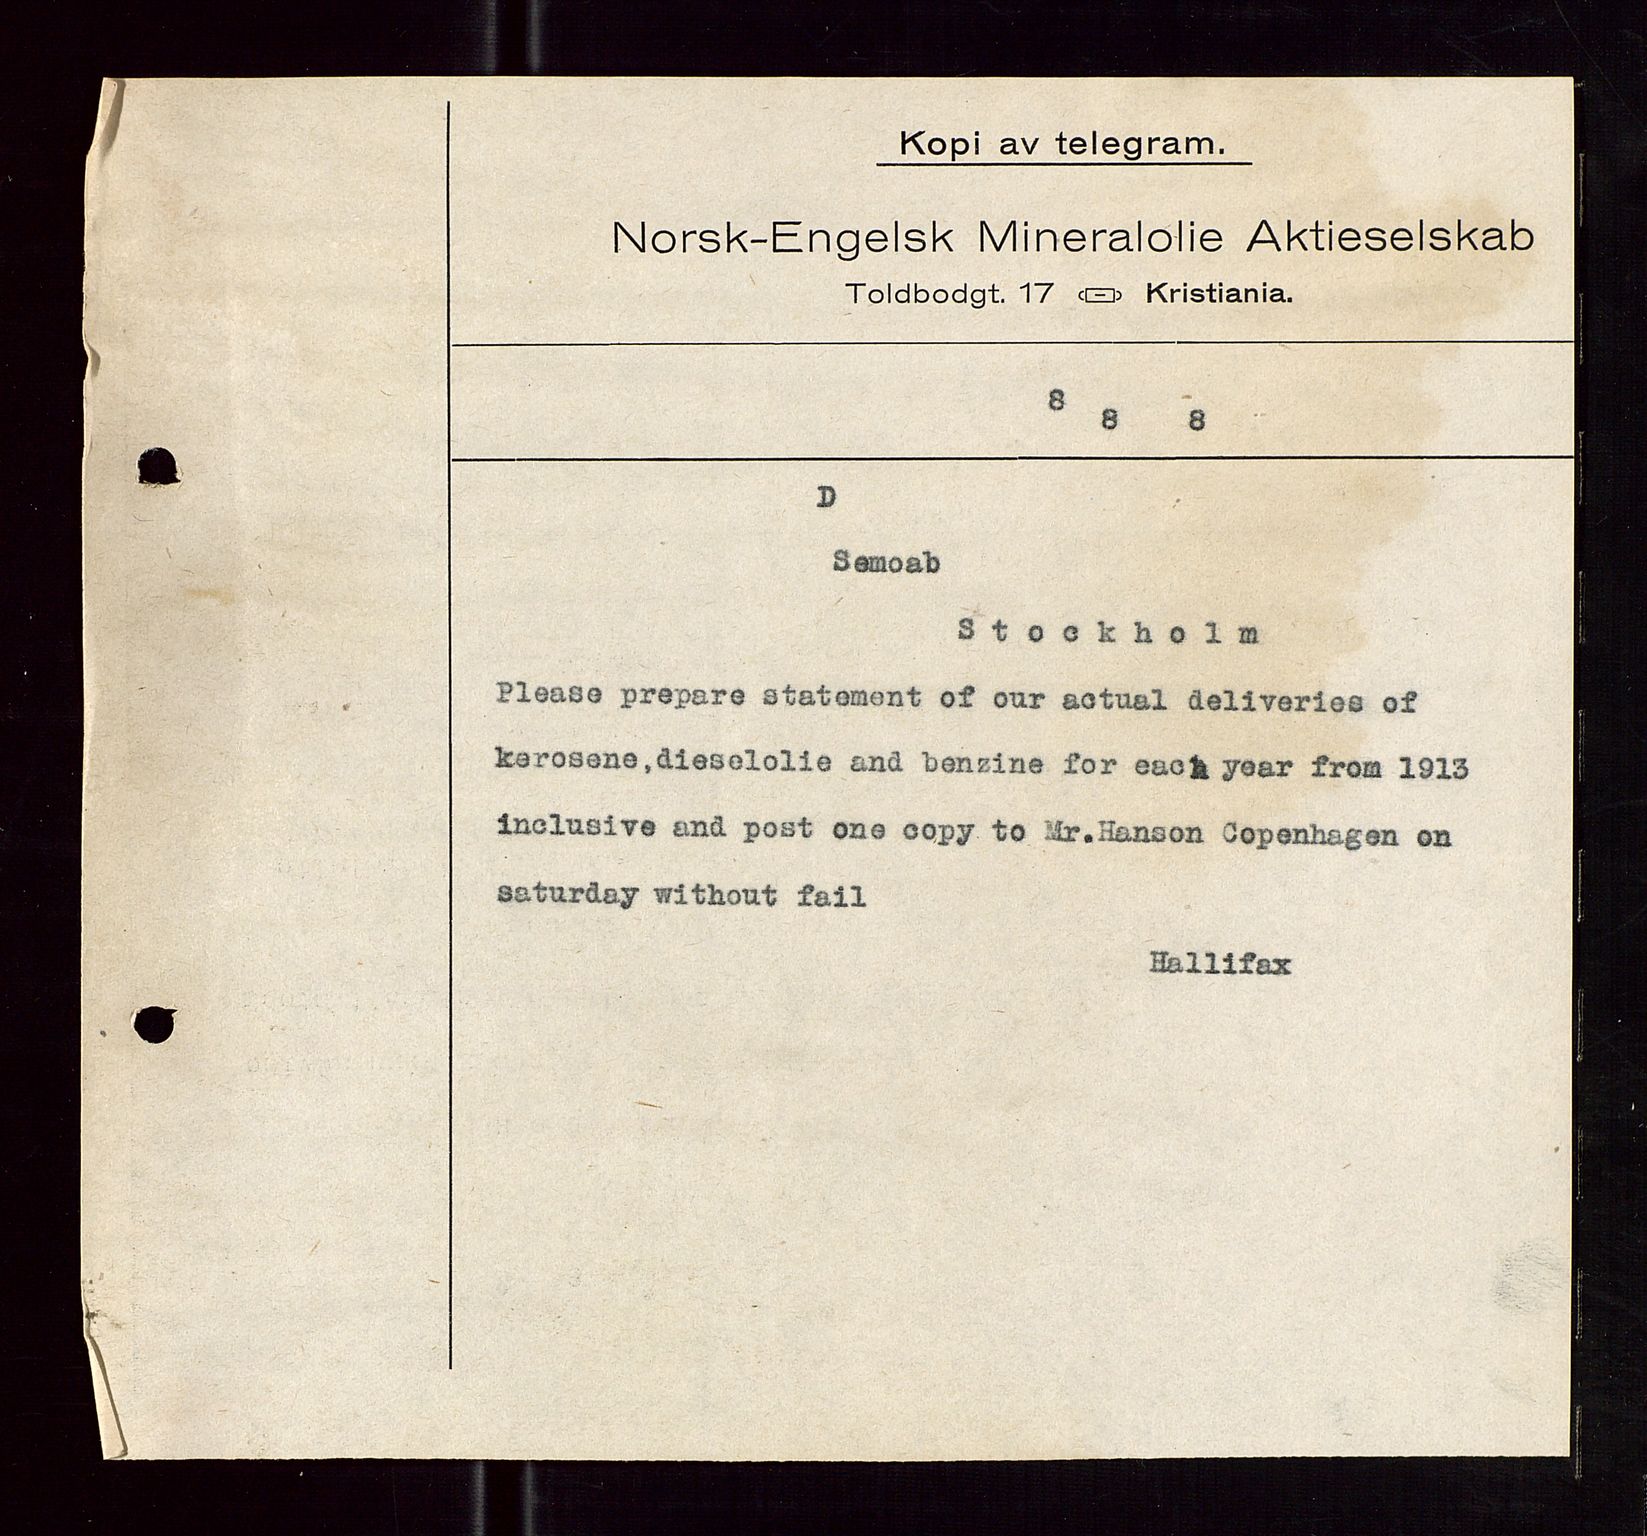 Kopi av telegram.
Norsk-Engelsk Mineralolie Aktieselskab
Toldbodgt. 17 Kristiania.
8 8 8
D
Semoab
Stockholm
Please prepare statement of our actual deliveries of
kerosene,dieselolie and benzine for each year from 1913
inclusive and post one copy to Mr.Hanson Copenhagen on
saturday without fail
Hallifax